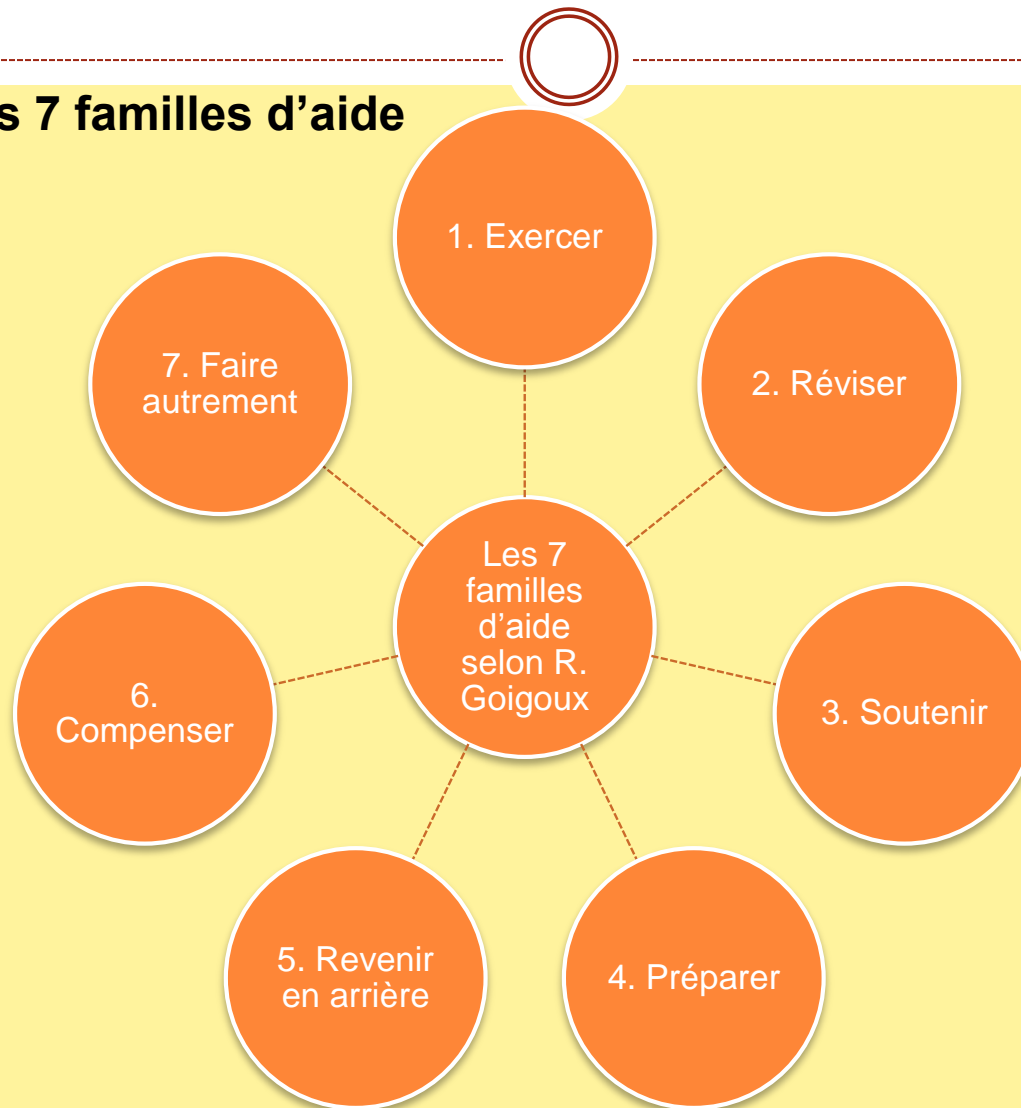 s 7 familles d’aide
1. Exercer
2. Réviser
3. Soutenir
4. Préparer
5. Revenir
en arrière
6.
Compenser
7. Faire
autrement
Les 7
familles
d’aide
selon R.
Goigoux